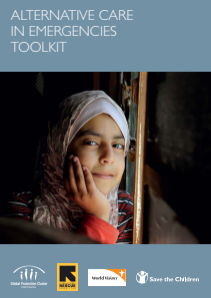 ALTERNATIVE CARE
IN EMERGENCIES
TOOLKIT
Global Protection Cluster
RESCUE
World Vision
Save the Children